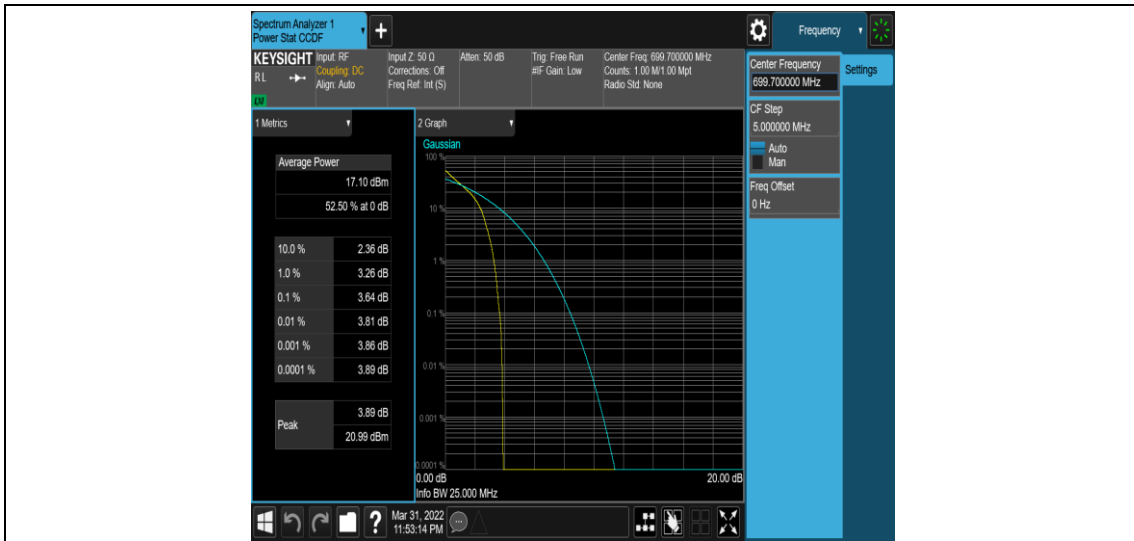 Spectrum Analyzer 1
Power Stat CCDF
+
Frequency
KEYSIGHT
RL
Input: RF
Coupling: DC
Align: Auto
Input Z: 50 Ω
Corrections: Off
Freq Ref: Int (S)
Atten: 50 dB
Trig: Free Run
#IF Gain: Low
Center Freq: 699.700000 MHz
Counts: 1.00 M/1.00 Mpt
Radio Std: None
Center Frequency
699.700000 MHz
Settings
CF Step
5.000000 MHz
Auto
Man
Freq Offset
0 Hz
1 Metrics
Average Power
17.10 dBm
52.50 % at 0 dB
10.0 % 2.36 dB
1.0 % 3.26 dB
0.1 % 3.64 dB
0.01 % 3.81 dB
0.001 % 3.86 dB
0.0001 % 3.89 dB
Peak
3.89 dB
20.99 dBm
2 Graph
Gaussian
100 %
10 %
1 %
0.1 %
0.01 %
0.001 %
0.0001 %
0.00 dB 20.00 dB
Info BW 25.000 MHz
?
Mar 31, 2022
11:53:14 PM